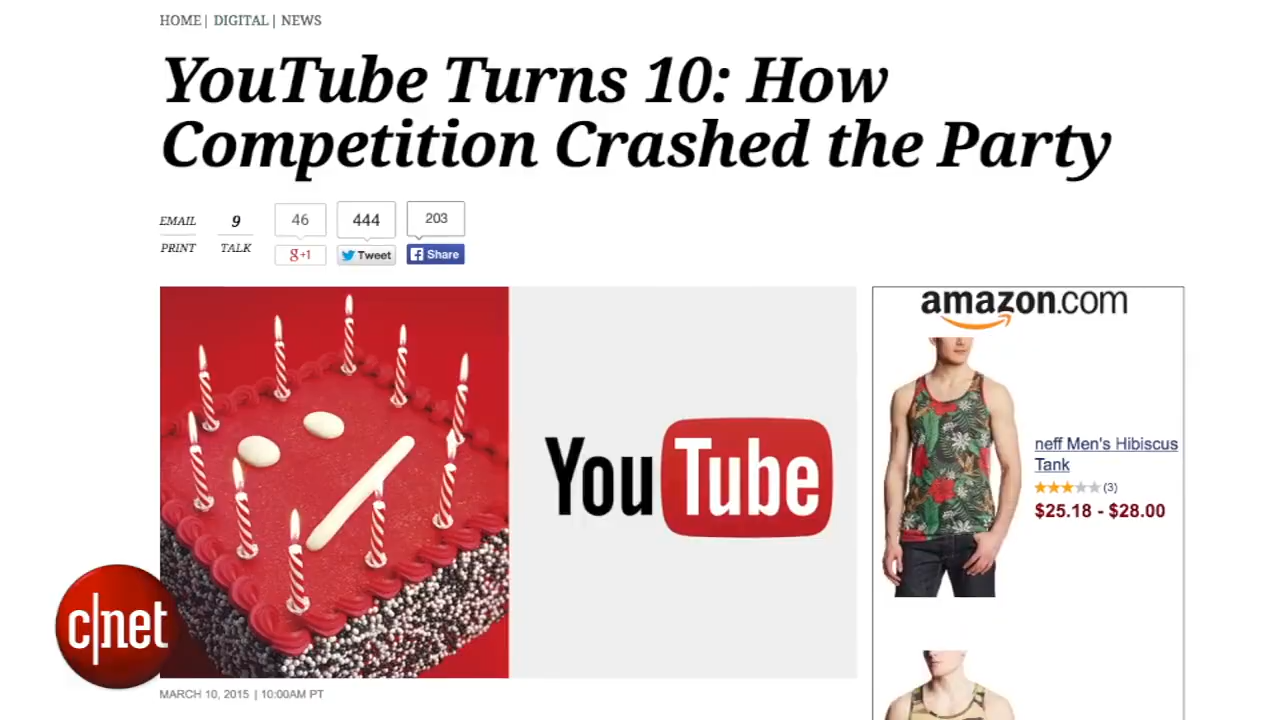 HOME | DIGITAL | NEWS
YouTube Turns 10: How
Competition Crashed the Party
EMAIL
PRINT
9
TALK
46
g+1
444
Tweet
203
Share
YouTube
amazon.com
neff Men's Hibiscus
Tank
(3)
$25.18 - $28.00
c|net
MARCH 10, 2015 | 10:00AM PT